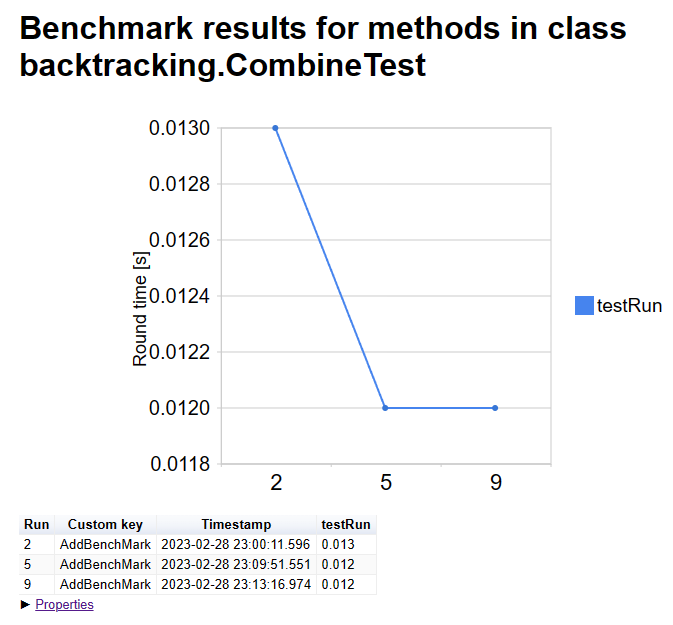 Benchmark results for methods in class
backtracking.CombineTest
0.0130
0.0128
0.0126
0.0124
0.0122
0.0120
0.0118
Round time [s]
2 5 9
testRun
Run Custom key Timestamp testRun
2 AddBenchMark 2023-02-28 23:00:11.596 0.013
5 AddBenchMark 2023-02-28 23:09:51.551 0.012
9 AddBenchMark 2023-02-28 23:13:16.974 0.012
► Properties